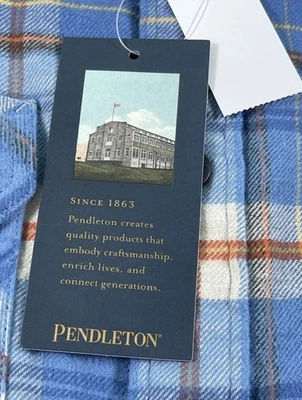 SINCE 1863
Pendleton creates
quality products that
embody craftsmanship,
enrich lives, and
connect generations.
PENDLETON®